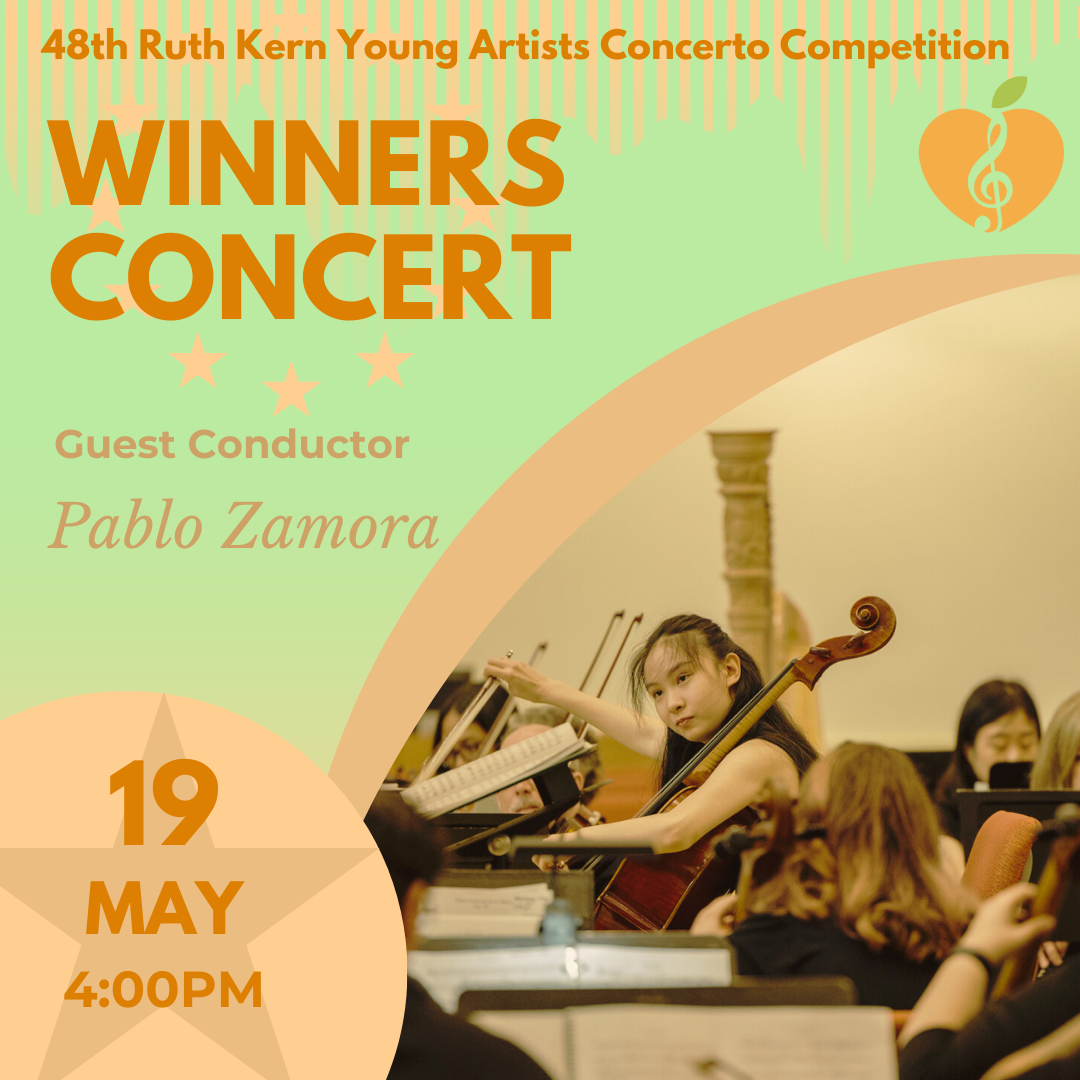 48th Ruth Kern Young Artists Concerto Competition
WINNERS
CONCERT
Guest Conductor
Pablo Zamora
19
MAY
4:00PM